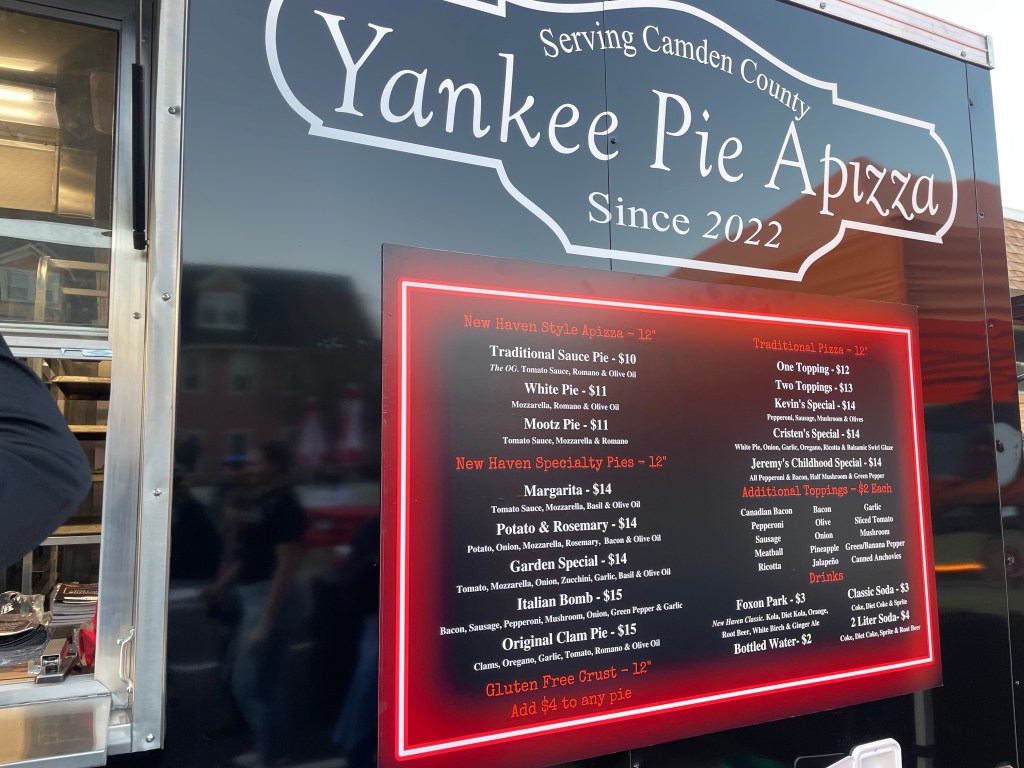 Serving Camden County
Yankee Pie Apizza
Since 2022
New Haven Style Apizza - 12"
Traditional Sauce Pie - $10
The OG. Tomato Sauce, Romano & Olive Oil
White Pie - $11
Mozzarella, Romano & Olive Oil
Mootz Pie - $11
Tomato Sauce, Mozzarella & Romano
New Haven Specialty Pies - 12"
Margarita - $14
Tomato Sauce, Mozzarella, Basil & Olive Oil
Potato & Rosemary - $14
Potato, Onion, Mozzarella, Rosemary, Bacon & Olive Oil
Garden Special - $14
Tomato, Mozzarella, Onion, Zucchini, Garlic, Basil & Olive Oil
Italian Bomb - $15
Bacon, Sausage, Pepperoni, Mushroom, Onion, Green Pepper & Garlic
Original Clam Pie - $15
Clams, Oregano, Garlic, Tomato, Romano & Olive Oil
Gluten Free Crust - 12"
Add $4 to any pie
Traditional Pizza - 12"
One Topping - $12
Two Toppings - $13
Kevin's Special - $14
Pepperoni, Sausage, Mushroom & Olives
Cristen's Special - $14
White Pie, Onion, Garlic, Oregano, Ricotta & Balsamic Swirl Glaze
Jeremy's Childhood Special - $14
All Pepperoni & Bacon, Half Mushroom & Green Pepper
Additional Toppings - $2 Each
Canadian Bacon
Pepperoni
Sausage
Meatball
Ricotta
Bacon
Olive
Onion
Pineapple
Jalapeño
Garlic
Sliced Tomato
Mushroom
Green/Banana Pepper
Canned Anchovies
Drinks
Foxon Park - $3
New Haven Classic. Kola, Diet Kola, Orange,
Root Beer, White Birch & Ginger Ale
Bottled Water- $2
Classic Soda - $3
Coke, Diet Coke & Sprite
2 Liter Soda- $4
Coke, Diet Coke, Sprite & Root Beer